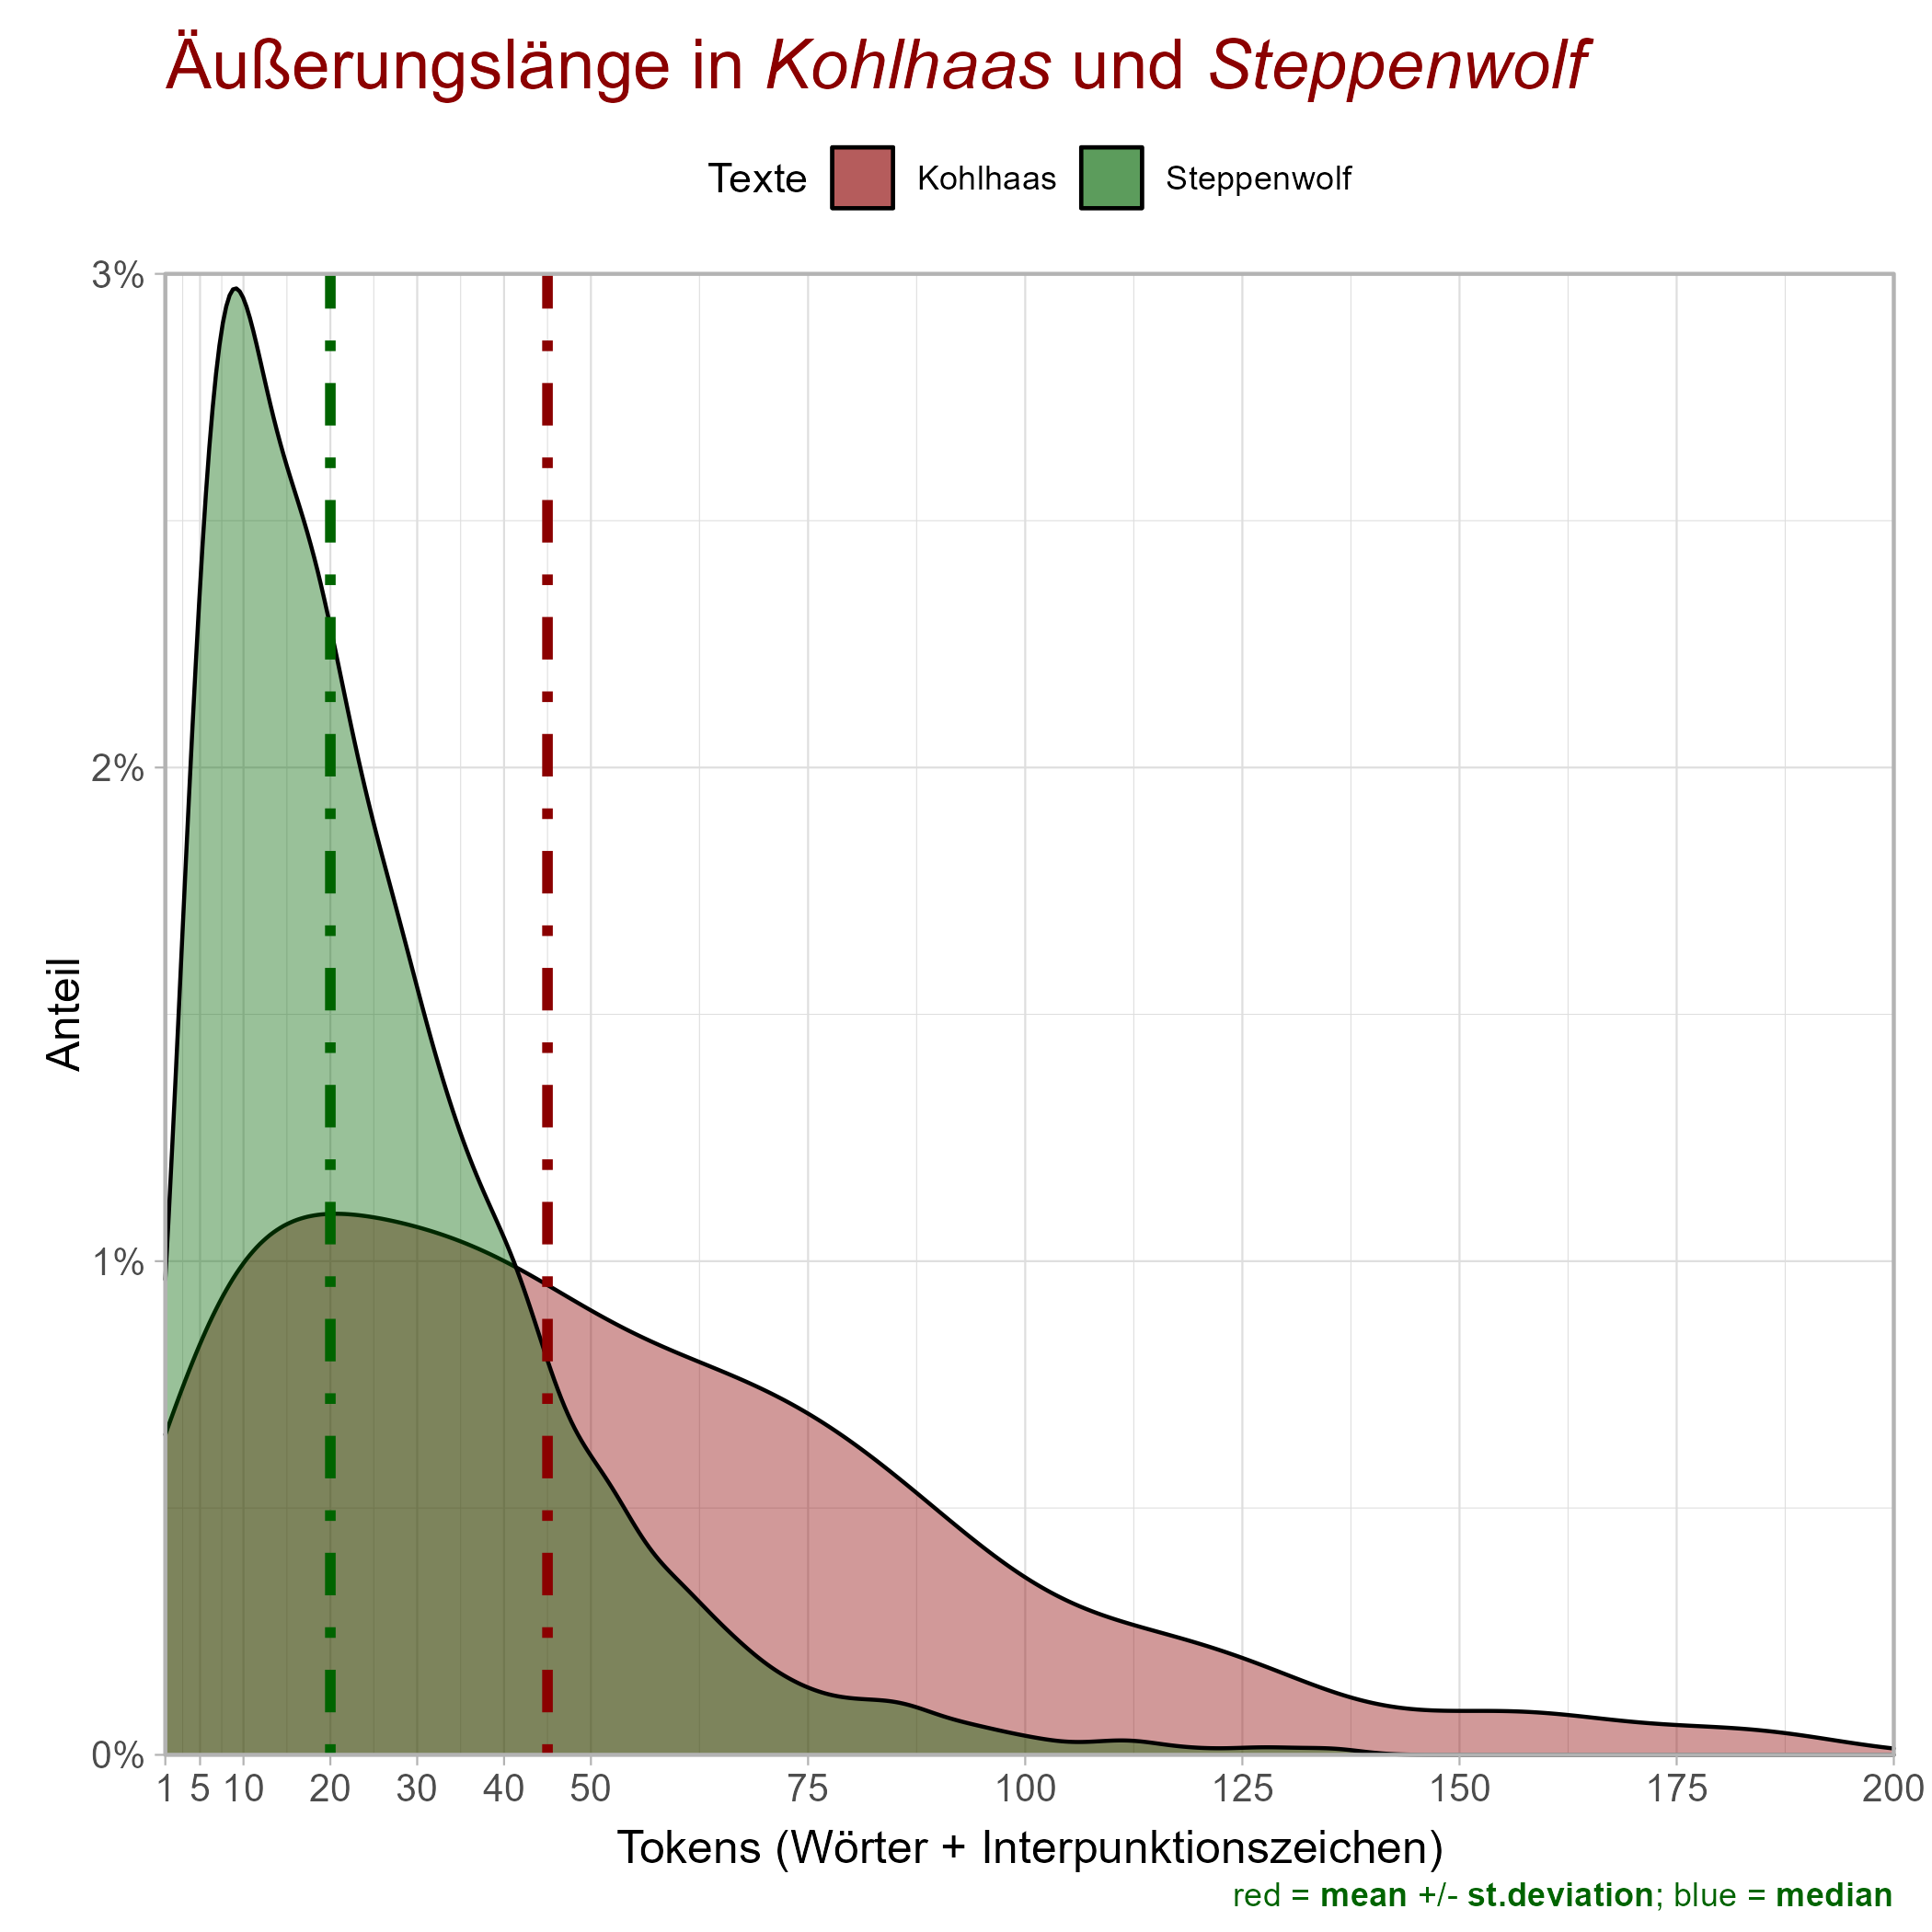 Äußerungslänge in Kohlhaas und Steppenwolf
Texte Kohlhaas Steppenwolf
3%
2%
1%
0%
Anteil
1 5 10 20 30 40 50 75 100 125 150 175 200
Tokens (Wörter + Interpunktionszeichen)
red = mean +/- st.deviation; blue = median